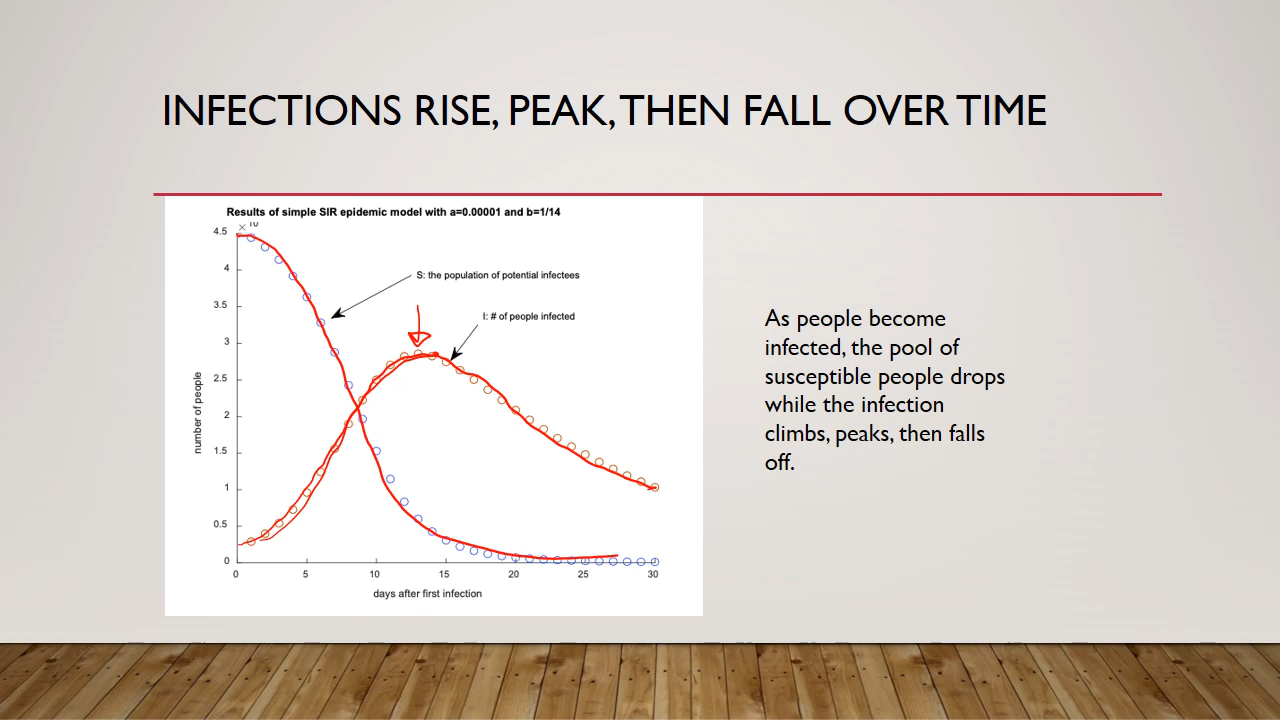 INFECTIONS RISE, PEAK, THEN FALL OVER TIME
Results of simple SIR epidemic model with a=0.00001 and b=1/14
× 10
4.5
4
3.5
3
2.5
2
1.5
1
0.5
0
number of people
S: the population of potential infectees
I: # of people infected
0 5 10 15 20 25 30
days after first infection
As people become
infected, the pool of
susceptible people drops
while the infection
climbs, peaks, then falls
off.